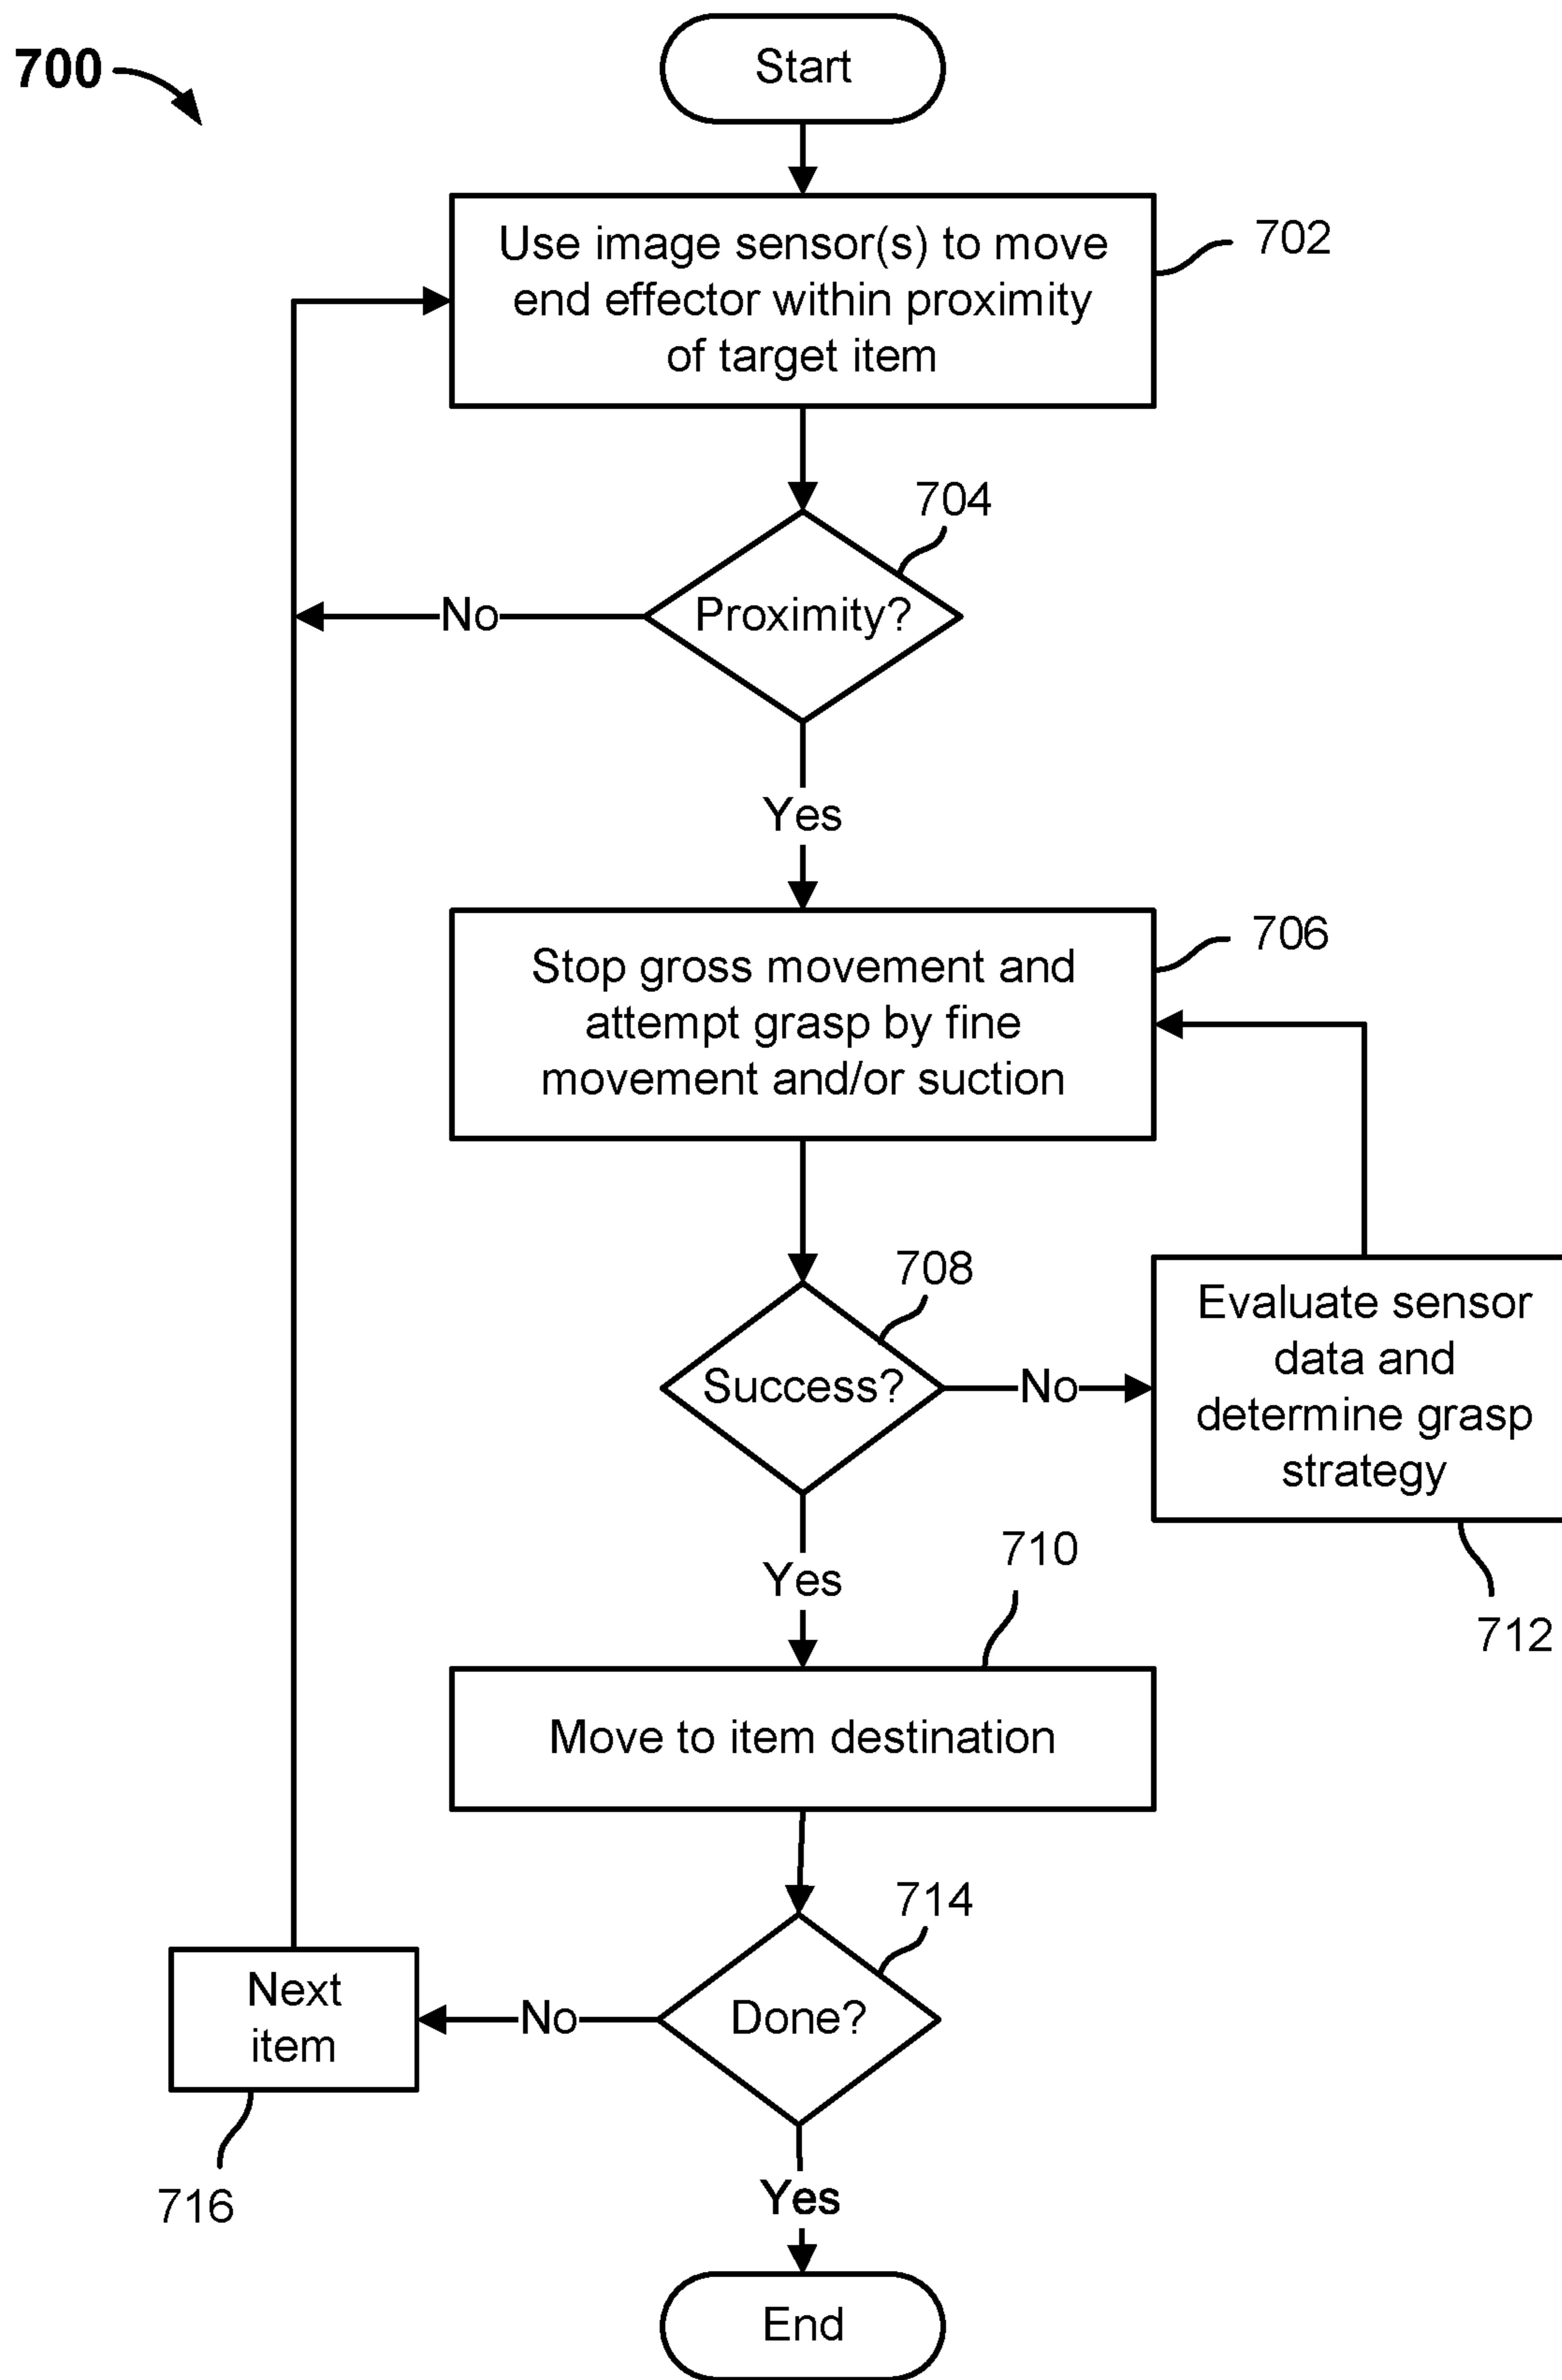 700
Start
Use image sensor(s) to move
end effector within proximity
of target item
702
704
Proximity?
No
Yes
Stop gross movement and
attempt grasp by fine
movement and/or suction
706
708
Success?
No
Evaluate sensor
data and
determine grasp
strategy
712
Yes
710
Move to item destination
714
Done?
No
Next
item
716
Yes
End